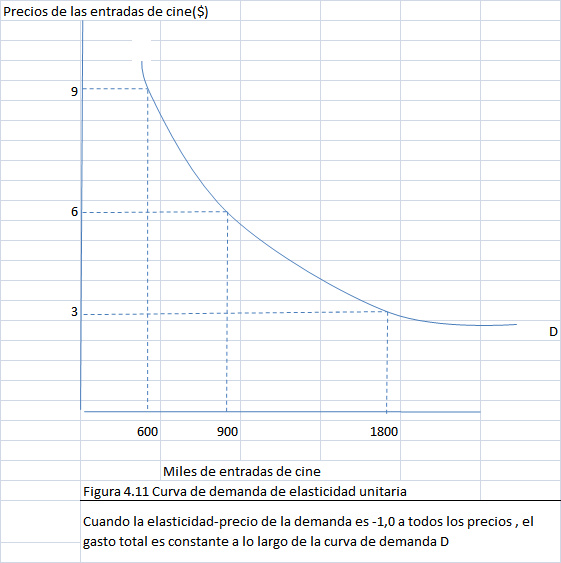 Precios de las entradas de cine($)
9
6
3
D
600 900 1800
Miles de entradas de cine
Figura 4.11 Curva de demanda de elasticidad unitaria
Cuando la elasticidad-precio de la demanda es -1,0 a todos los precios , el
gasto total es constante a lo largo de la curva de demanda D